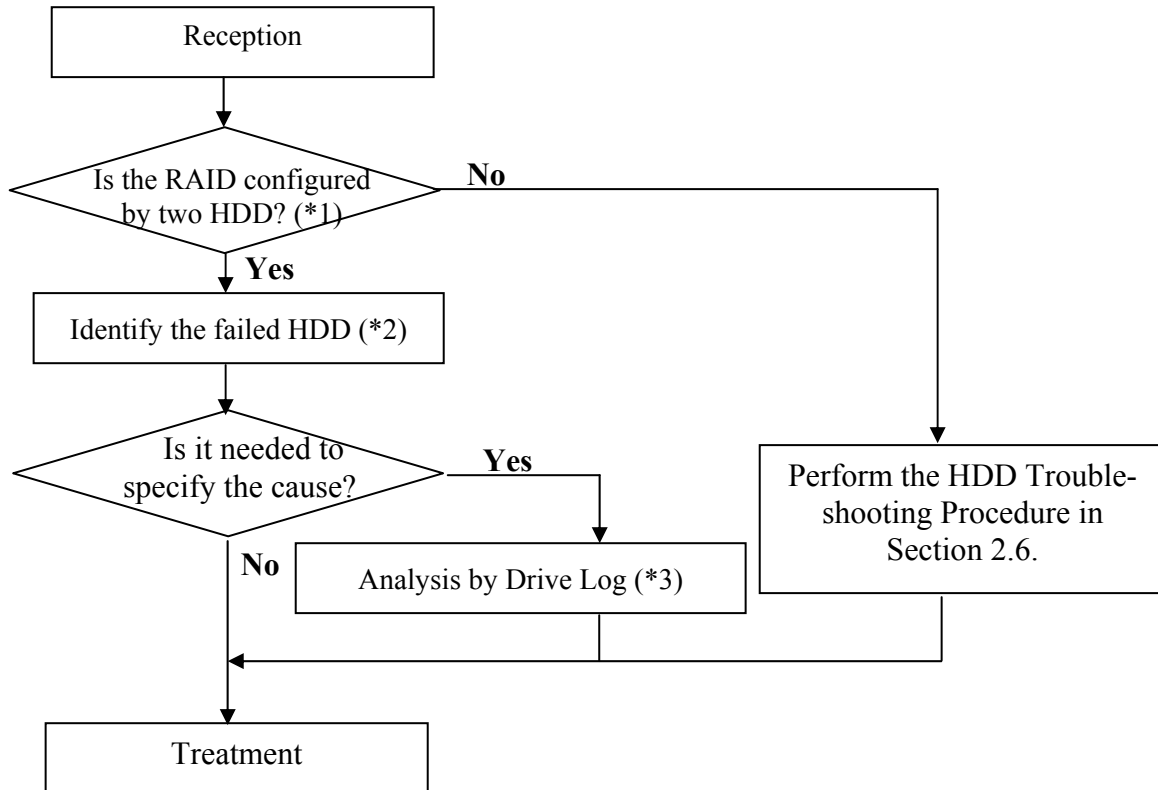 Reception
Is the RAID configured
by two HDD? (*1)
No
Yes
Identify the failed HDD (*2)
Is it needed to
specify the cause?
Yes
No
Analysis by Drive Log (*3)
Perform the HDD Trouble-
shooting Procedure in
Section 2.6.
Treatment